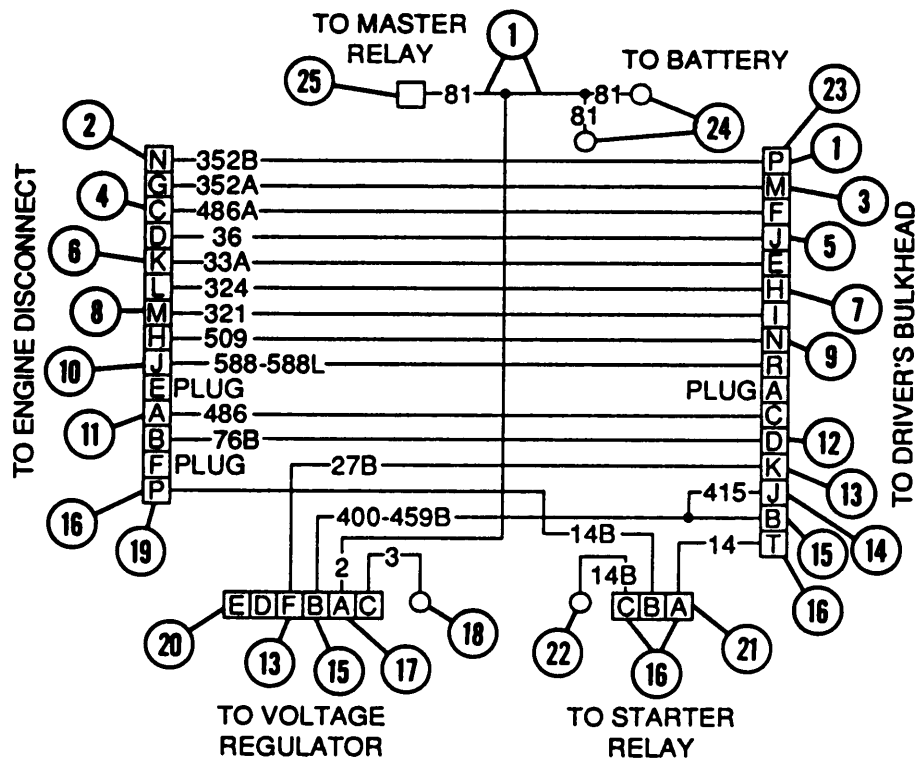 TO MASTER
RELAY
1
TO BATTERY
25
81
81
81
24
23
2
N 352B P
1
G 352A M
3
4
C 486A F
D 36 J
5
6
K 33A E
L 324 H
7
8
M 321 I
H 509 N
9
10
J 588-588L R
E PLUG PLUG A
11
A 486 C
B 76B D
12
F PLUG 27B K
13
16
P 415 J
14
19
400-459B B
15
14B 14 T
16
2
3
14B
20
E D F B A C
13
15
17
18
22
C B A
16
21
TO ENGINE DISCONNECT
TO DRIVER'S BULKHEAD
TO VOLTAGE
REGULATOR
TO STARTER
RELAY